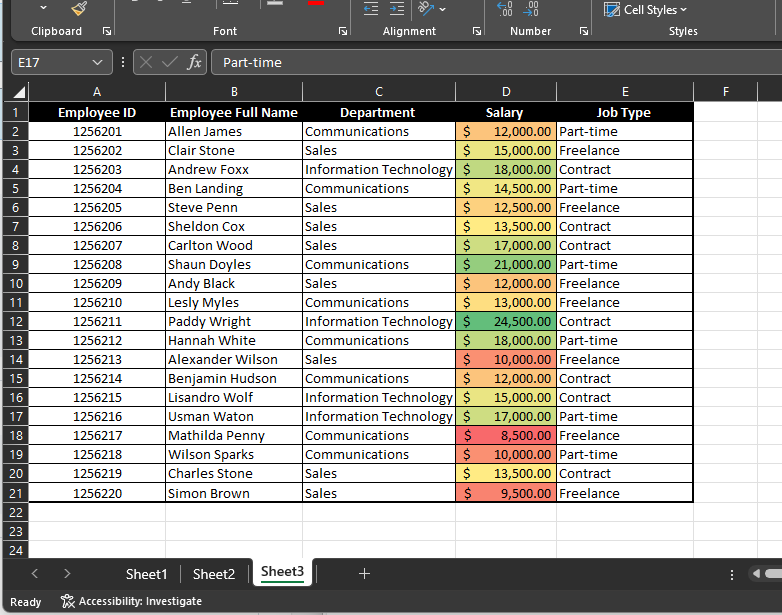 Cell Styles
Clipboard Font Alignment Number Styles
E17 fx Part-time
A B C D E F
1 Employee ID Employee Full Name Department Salary Job Type
2 1256201 Allen James Communications $ 12,000.00 Part-time
3 1256202 Clair Stone Sales $ 15,000.00 Freelance
4 1256203 Andrew Foxx Information Technology $ 18,000.00 Contract
5 1256204 Ben Landing Communications $ 14,500.00 Part-time
6 1256205 Steve Penn Sales $ 12,500.00 Freelance
7 1256206 Sheldon Cox Sales $ 13,500.00 Contract
8 1256207 Carlton Wood Sales $ 17,000.00 Contract
9 1256208 Shaun Doyles Communications $ 21,000.00 Part-time
10 1256209 Andy Black Sales $ 12,000.00 Freelance
11 1256210 Lesly Myles Communications $ 13,000.00 Freelance
12 1256211 Paddy Wright Information Technology $ 24,500.00 Contract
13 1256212 Hannah White Communications $ 18,000.00 Part-time
14 1256213 Alexander Wilson Sales $ 10,000.00 Freelance
15 1256214 Benjamin Hudson Communications $ 12,000.00 Contract
16 1256215 Lisandro Wolf Information Technology $ 15,000.00 Contract
17 1256216 Usman Waton Information Technology $ 17,000.00 Part-time
18 1256217 Mathilda Penny Communications $ 8,500.00 Freelance
19 1256218 Wilson Sparks Communications $ 10,000.00 Part-time
20 1256219 Charles Stone Sales $ 13,500.00 Contract
21 1256220 Simon Brown Sales $ 9,500.00 Freelance
22
23
24
Sheet1 Sheet2 Sheet3
Ready Accessibility: Investigate